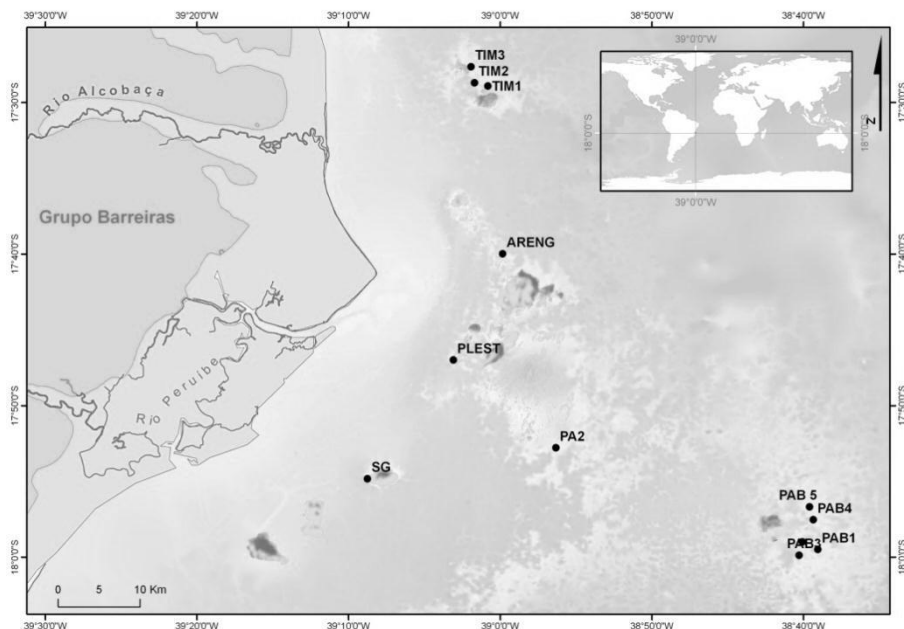 39°30'0"W 39°20'0"W 39°10'0"W 39°0'0"W 38°50'0"W 38°40'0"W
39°0'0"W
18°0'0"S
18°0'0"S
39°0'0"W
N
TIM3
TIM2
TIM1
Rio Alcobaça
17°30'0"S
17°30'0"S
Grupo Barreiras
ARENG
17°40'0"S
17°40'0"S
PLEST
Rio Peruíbe
17°50'0"S
17°50'0"S
PA2
SG
PAB 5
PAB4
PAB1
PAB3
18°0'0"S
18°0'0"S
0 5 10 Km
39°30'0"W 39°20'0"W 39°10'0"W 39°0'0"W 38°50'0"W 38°40'0"W